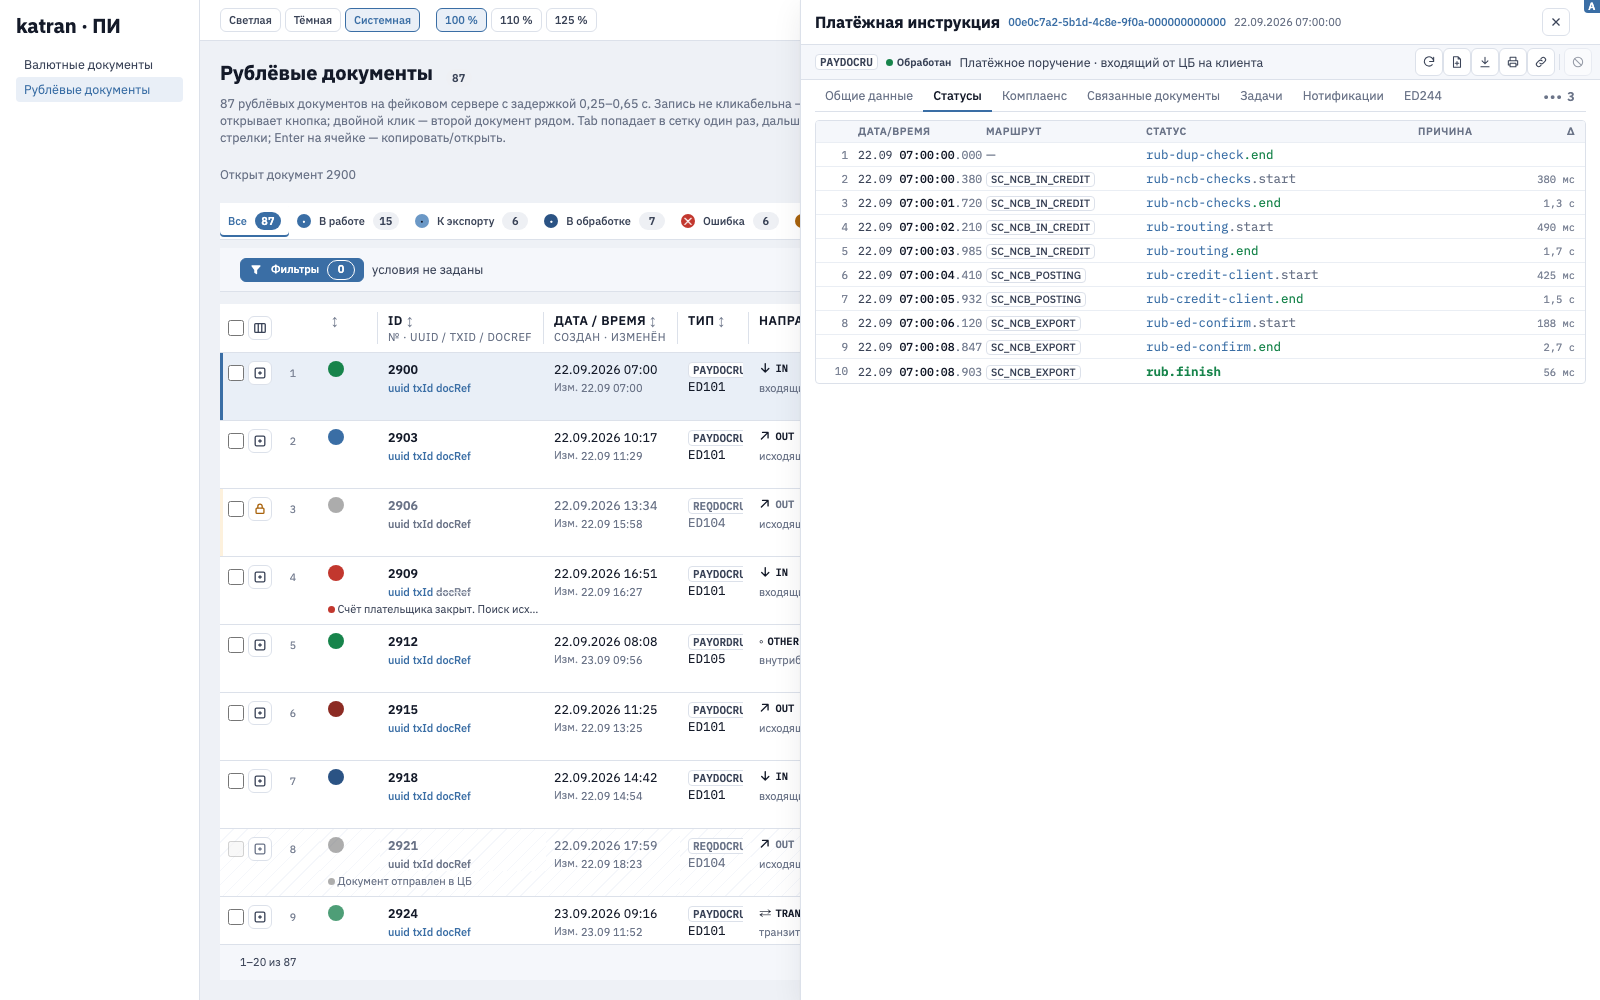 katran · ПИ
Валютные документы
Рублёвые документы
Светлая Тёмная Системная 100 % 110 % 125 %
Рублёвые документы 87
87 рублёвых документов на фейковом сервере с задержкой 0,25–0,65 с. Запись не кликабельна –
открывает кнопка; двойной клик — второй документ рядом. Tab попадает в сетку один раз, дальш
стрелки; Enter на ячейке — копировать/открыть.
Открыт документ 2900
Все 87 В работе 15 К экспорту 6 В обработке 7 Ошибка 6
Фильтры 0 условия не заданы
ID ↕ ДАТА / ВРЕМЯ ↕ ТИП ↕ НАПРА
№ · UUID / TXID / DOCREF СОЗДАН · ИЗМЕНЁН
1 2900 22.09.2026 07:00 PAYDOCRU ↓ IN
uuid txId docRef Изм. 22.09 07:00 ED101 входящи
2 2903 22.09.2026 10:17 PAYDOCRU ↗ OUT
uuid txId docRef Изм. 22.09 11:29 ED101 исходящ
3 2906 22.09.2026 13:34 REQDOCRU ↗ OUT
uuid txId docRef Изм. 22.09 15:58 ED104 исходящ
4 2909 22.09.2026 16:51 PAYDOCRU ↓ IN
uuid txId docRef Изм. 22.09 16:27 ED101 входящи
Счёт плательщика закрыт. Поиск исх…
5 2912 22.09.2026 08:08 PAYORDRU ◦ OTHER
uuid txId docRef Изм. 23.09 09:56 ED105 внутриб
6 2915 22.09.2026 11:25 PAYDOCRU ↗ OUT
uuid txId docRef Изм. 22.09 13:25 ED101 исходящ
7 2918 22.09.2026 14:42 PAYDOCRU ↓ IN
uuid txId docRef Изм. 22.09 14:54 ED101 входящи
8 2921 22.09.2026 17:59 REQDOCRU ↗ OUT
uuid txId docRef Изм. 22.09 18:23 ED104 исходящ
Документ отправлен в ЦБ
9 2924 23.09.2026 09:16 PAYDOCRU ⇄ TRAN
uuid txId docRef Изм. 23.09 11:52 ED101 транзит
1–20 из 87
A
Платёжная инструкция 00e0c7a2-5b1d-4c8e-9f0a-000000000000 22.09.2026 07:00:00
PAYDOCRU Обработан Платёжное поручение · входящий от ЦБ на клиента
Общие данные Статусы Комплаенс Связанные документы Задачи Нотификации ED244 ••• 3
ДАТА/ВРЕМЯ МАРШРУТ СТАТУС ПРИЧИНА Δ
1 22.09 07:00:00.000 — rub-dup-check.end
2 22.09 07:00:00.380 SC_NCB_IN_CREDIT rub-ncb-checks.start 380 мс
3 22.09 07:00:01.720 SC_NCB_IN_CREDIT rub-ncb-checks.end 1,3 с
4 22.09 07:00:02.210 SC_NCB_IN_CREDIT rub-routing.start 490 мс
5 22.09 07:00:03.985 SC_NCB_IN_CREDIT rub-routing.end 1,7 с
6 22.09 07:00:04.410 SC_NCB_POSTING rub-credit-client.start 425 мс
7 22.09 07:00:05.932 SC_NCB_POSTING rub-credit-client.end 1,5 с
8 22.09 07:00:06.120 SC_NCB_EXPORT rub-ed-confirm.start 188 мс
9 22.09 07:00:08.847 SC_NCB_EXPORT rub-ed-confirm.end 2,7 с
10 22.09 07:00:08.903 SC_NCB_EXPORT rub.finish 56 мс